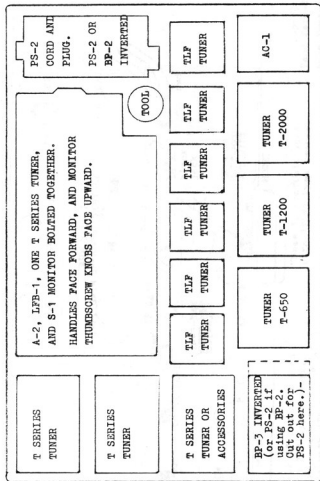 PS-2
CORD AND
PLUG.
PS-2 OR
BP-2
INVERTED
TOOL
A-2, LFB-1, ONE T SERIES TUNER,
AND S-1 MONITOR BOLTED TOGETHER.
HANDLES FACE FORWARD, AND MONITOR
THUMBSCREW KNOBS FACE UPWARD.
T SERIES
TUNER
T SERIES
TUNER
TLF
TUNER
TLF
TUNER
TLF
TUNER
TLF
TUNER
TLF
TUNER
TLF
TUNER
T SERIES
TUNER OR
ACCESSORIES
AC-1
TUNER
T-2000
TUNER
T-1200
TUNER
T-650
BP-3 INVERTED
(or PS-2 if
using BP-2.
Cut out for
PS-2 here.)-